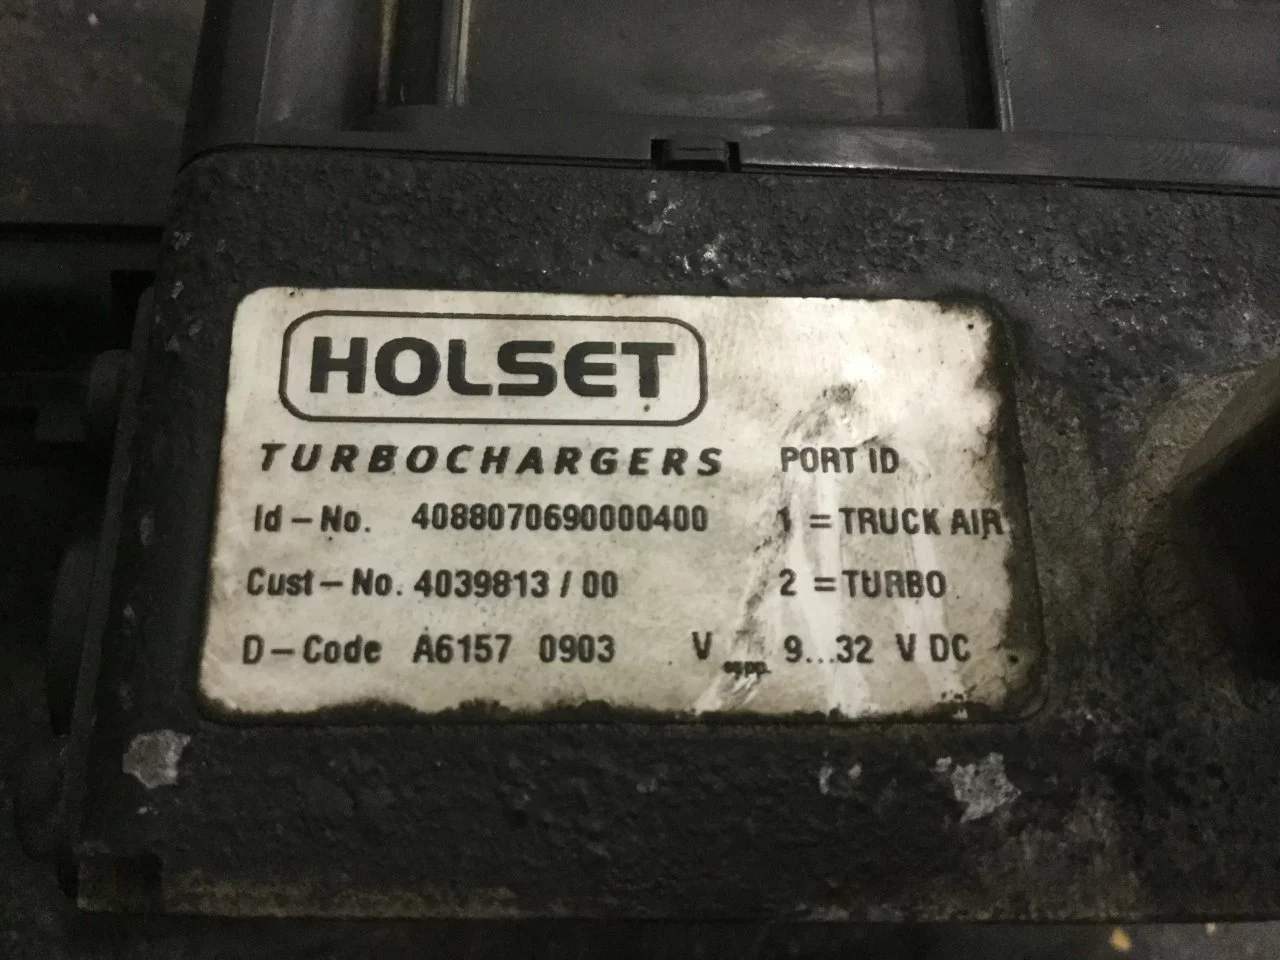 HOLSET
TURBOCHARGERS PORT ID
Id-No. 4088070690000400 1 = TRUCK AIR
Cust-No. 4039813 / 00 2 = TURBO
D-Code A6157 0903 V 9...32 V DC